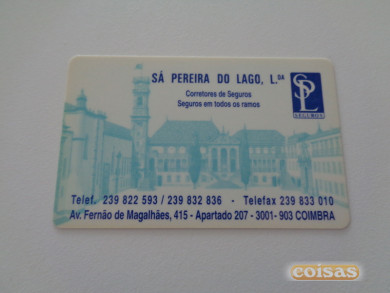 SÁ PEREIRA DO LAGO, L.DA
Corretores de Seguros
Seguros em todos os ramos
SPL
SEGUROS
Telef. 239 822 593 / 239 832 836 - Telefax 239 833 010
Av. Fernão de Magalhães, 415 - Apartado 207 - 3001- 903 COIMBRA
coisas